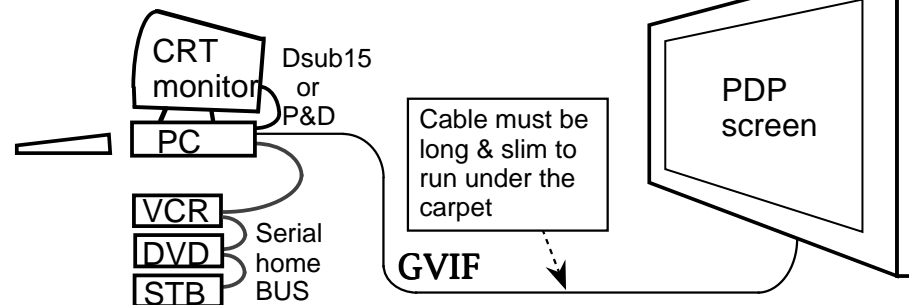 CRT
monitor
Dsub15
or
P&D
PC
VCR
DVD
STB
Serial
home
BUS
Cable must be
long & slim to
run under the
carpet
GVIF
PDP
screen